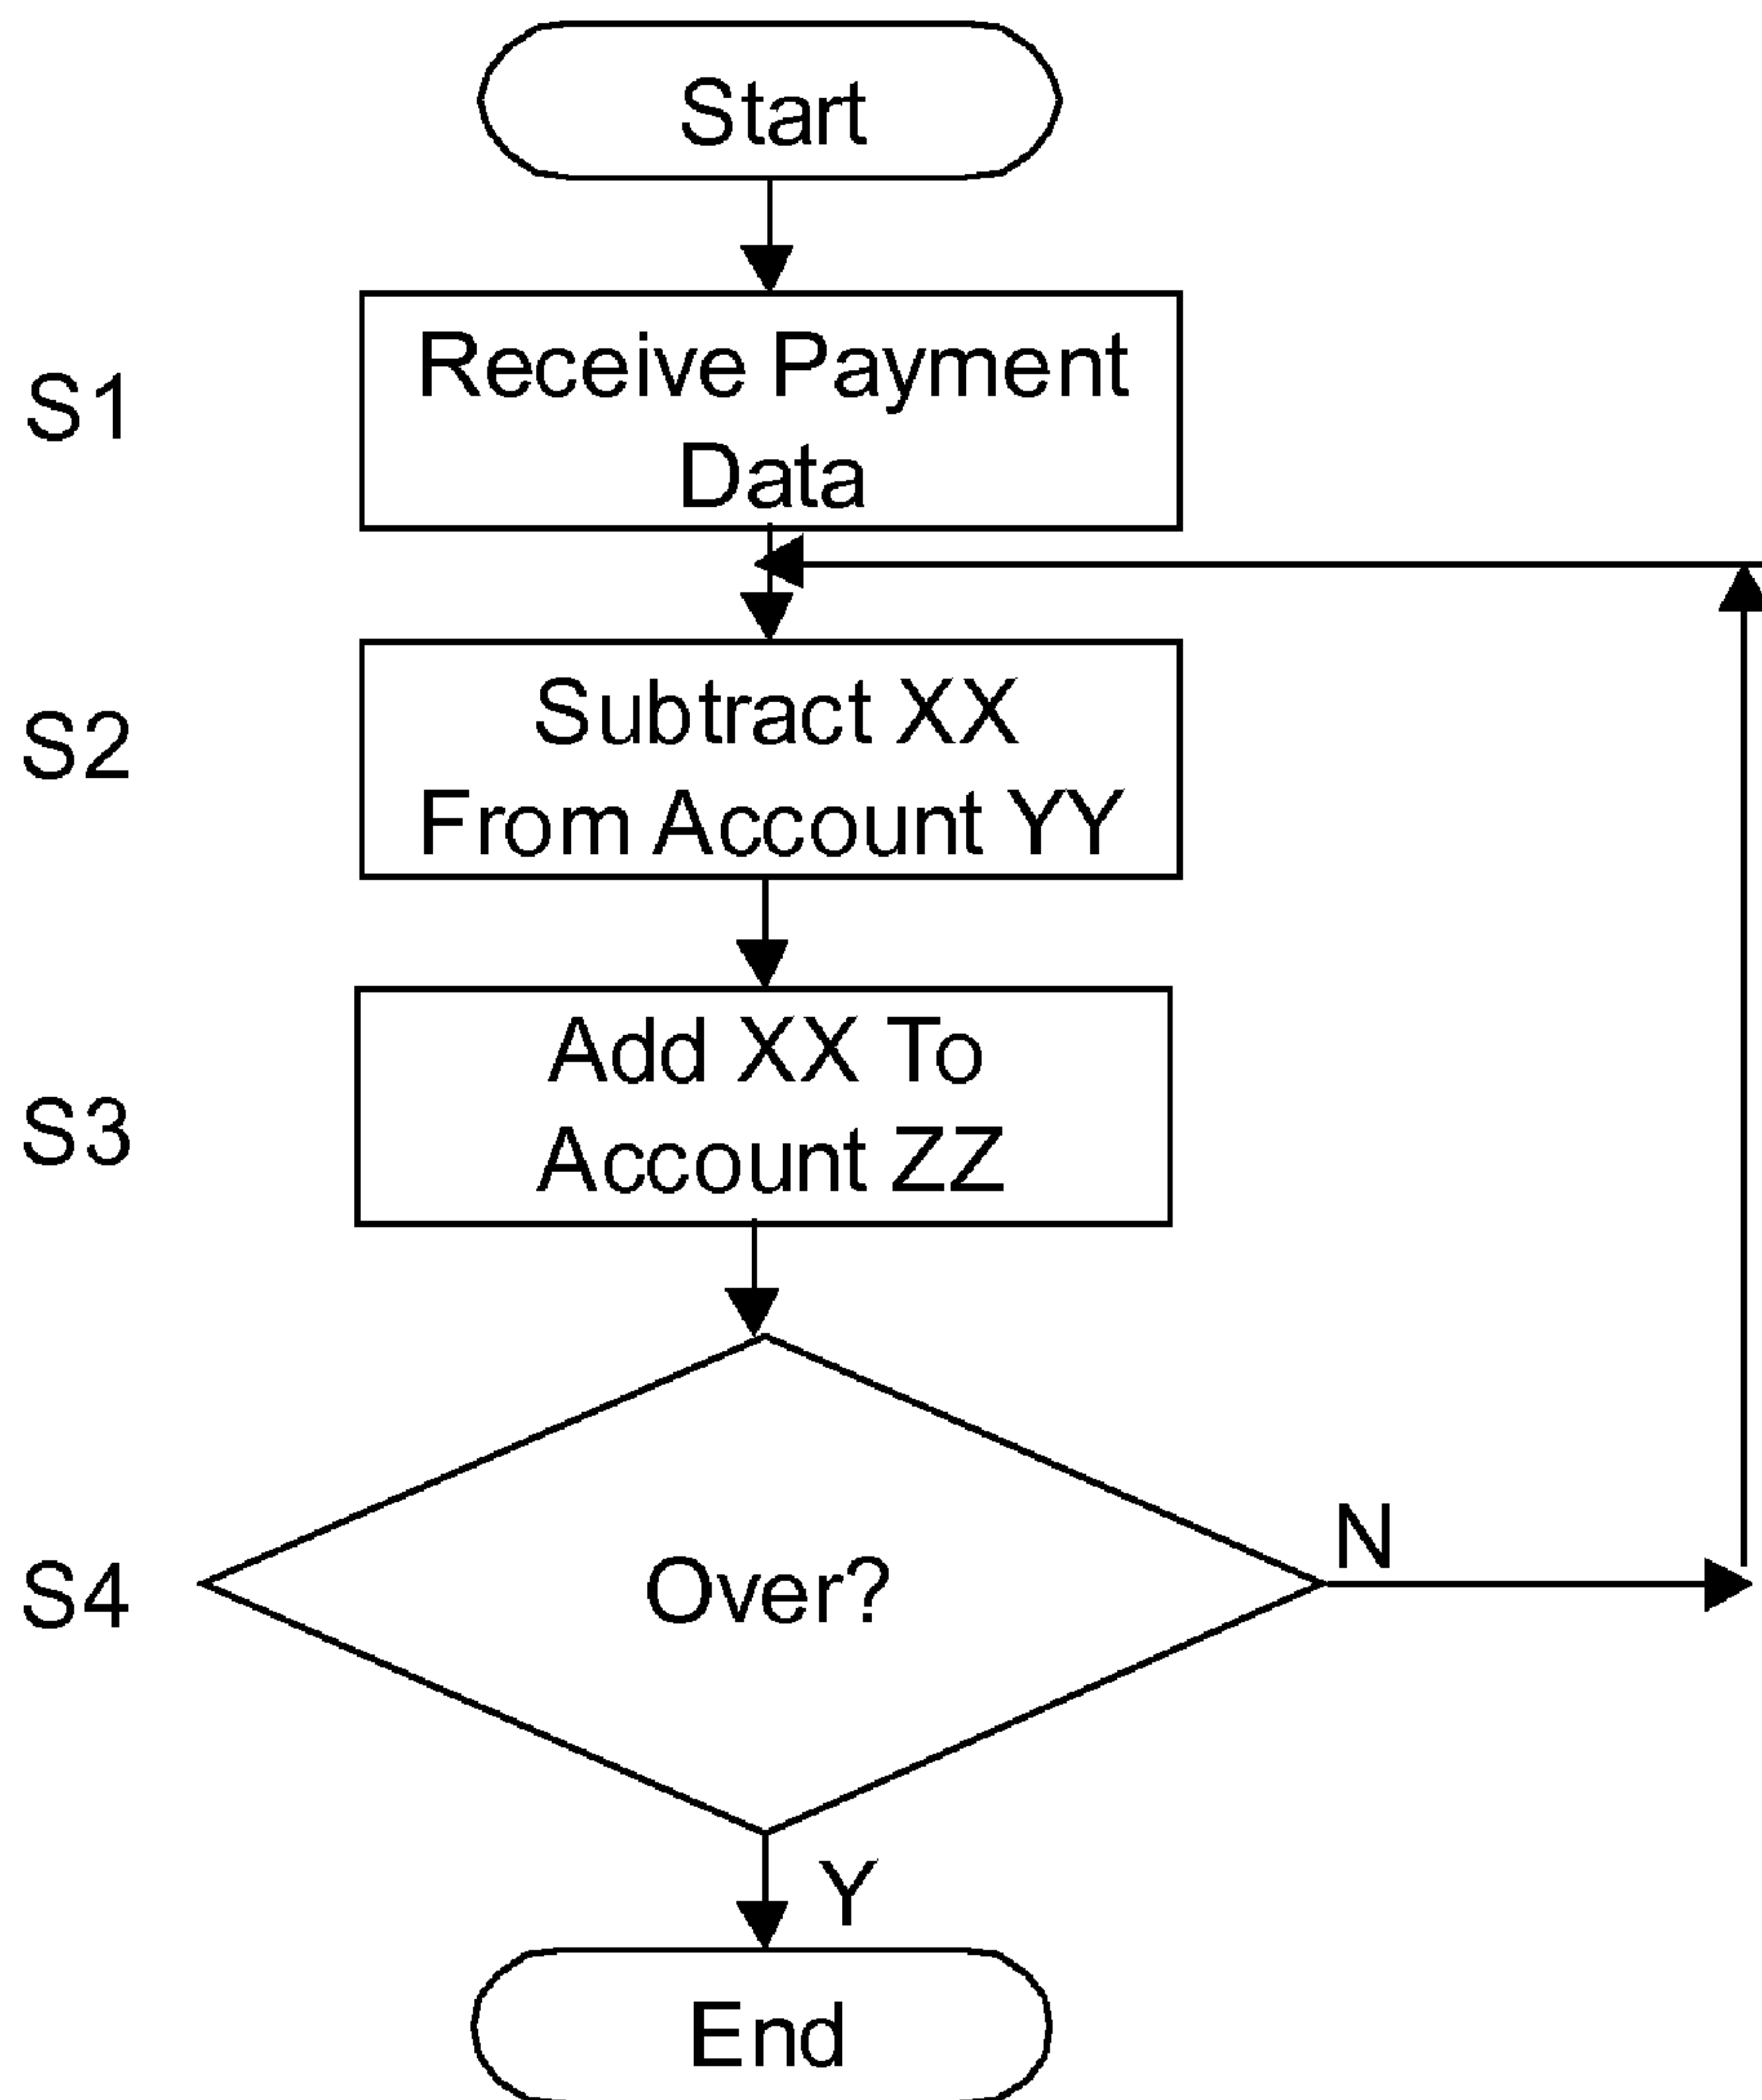 Start
S1
Receive Payment
Data
S2
Subtract XX
From Account YY
S3
Add XX To
Account ZZ
S4
Over?
N
Y
End